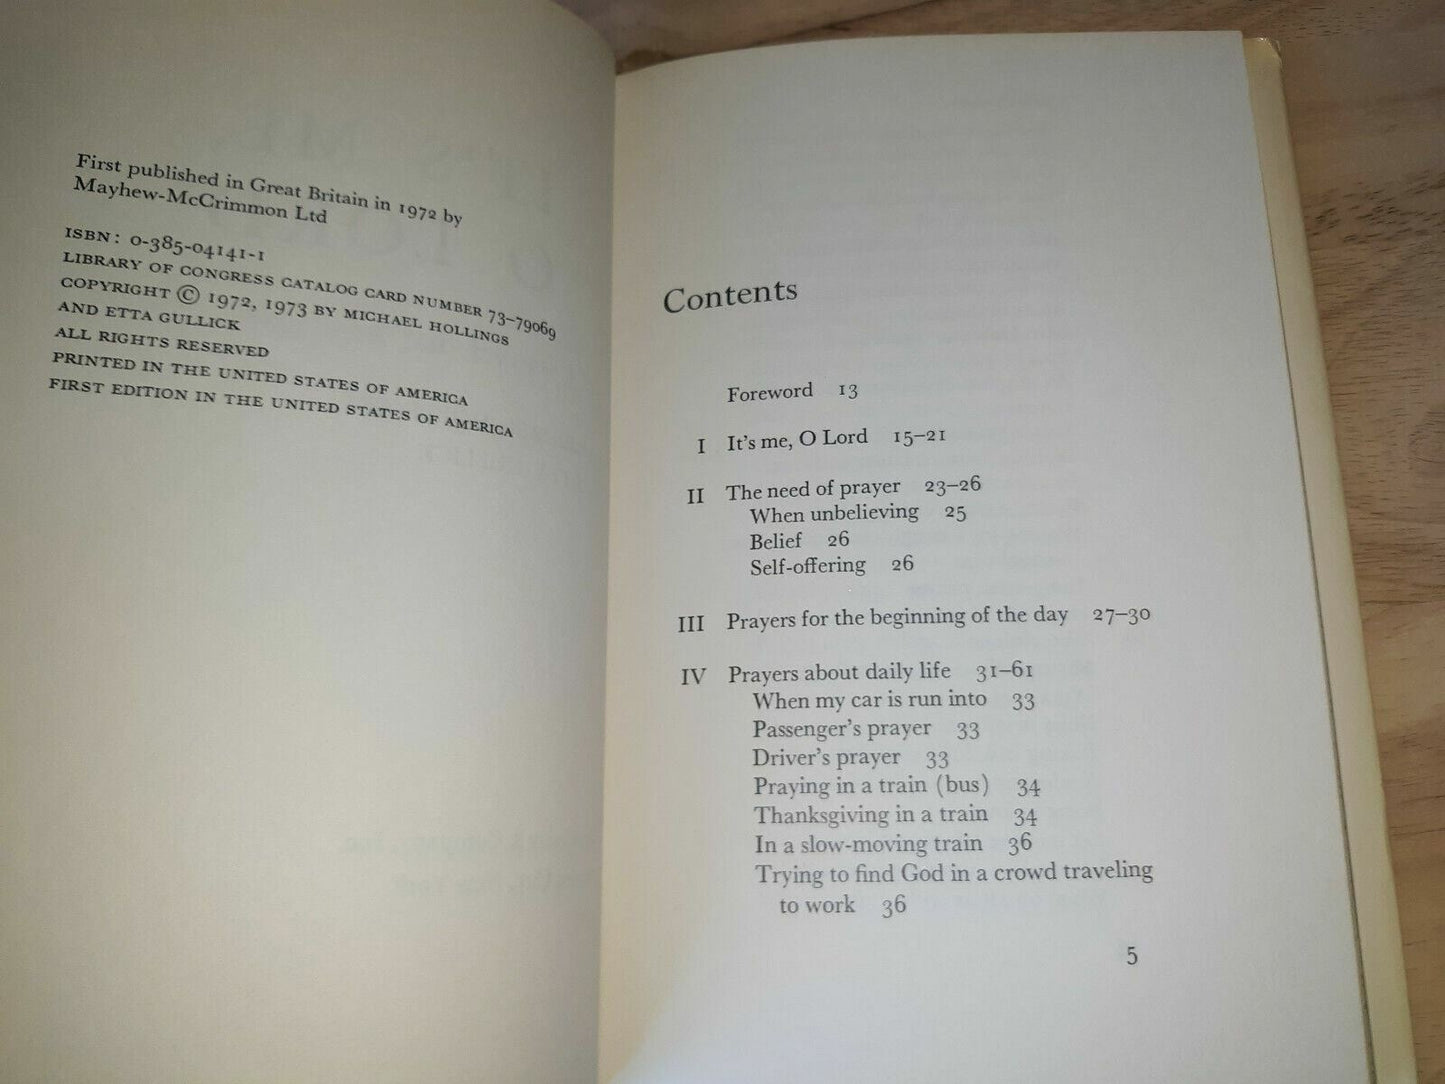 First published in Great Britain in 1972 by
Mayhew-McCrimmon Ltd
ISBN: 0-385-04141-1
LIBRARY OF CONGRESS CATALOG CARD NUMBER 73–79069
COPYRIGHT © 1972, 1973 BY MICHAEL HOLLINGS
AND ETTA GULLICK
ALL RIGHTS RESERVED
PRINTED IN THE UNITED STATES OF AMERICA
FIRST EDITION IN THE UNITED STATES OF AMERICA
Contents
Foreword 13
I It's me, O Lord 15–21
II The need of prayer 23–26
When unbelieving 25
Belief 26
Self-offering 26
III Prayers for the beginning of the day 27–30
IV Prayers about daily life 31–61
When my car is run into 33
Passenger's prayer 33
Driver's prayer 33
Praying in a train (bus) 34
Thanksgiving in a train 34
In a slow-moving train 36
Trying to find God in a crowd traveling
to work 36
5